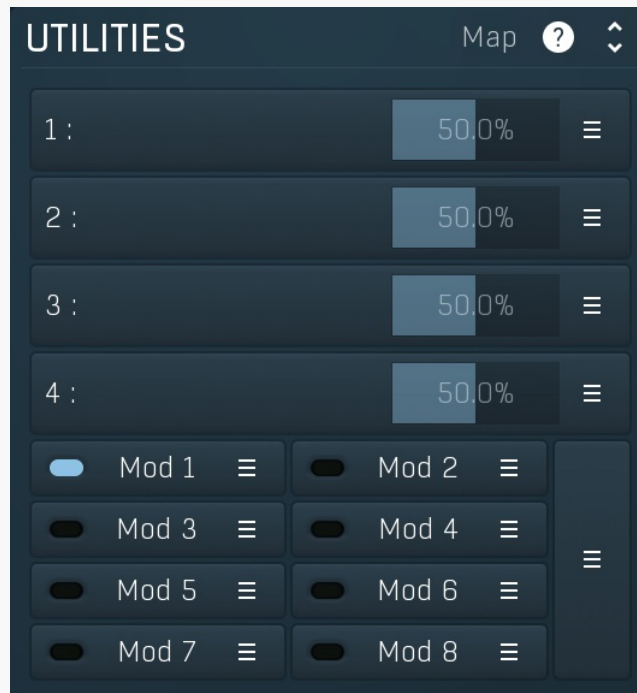 UTILITIES Map ?
1 : 50.0%
2 : 50.0%
3 : 50.0%
4 : 50.0%
Mod 1 Mod 2
Mod 3 Mod 4
Mod 5 Mod 6
Mod 7 Mod 8